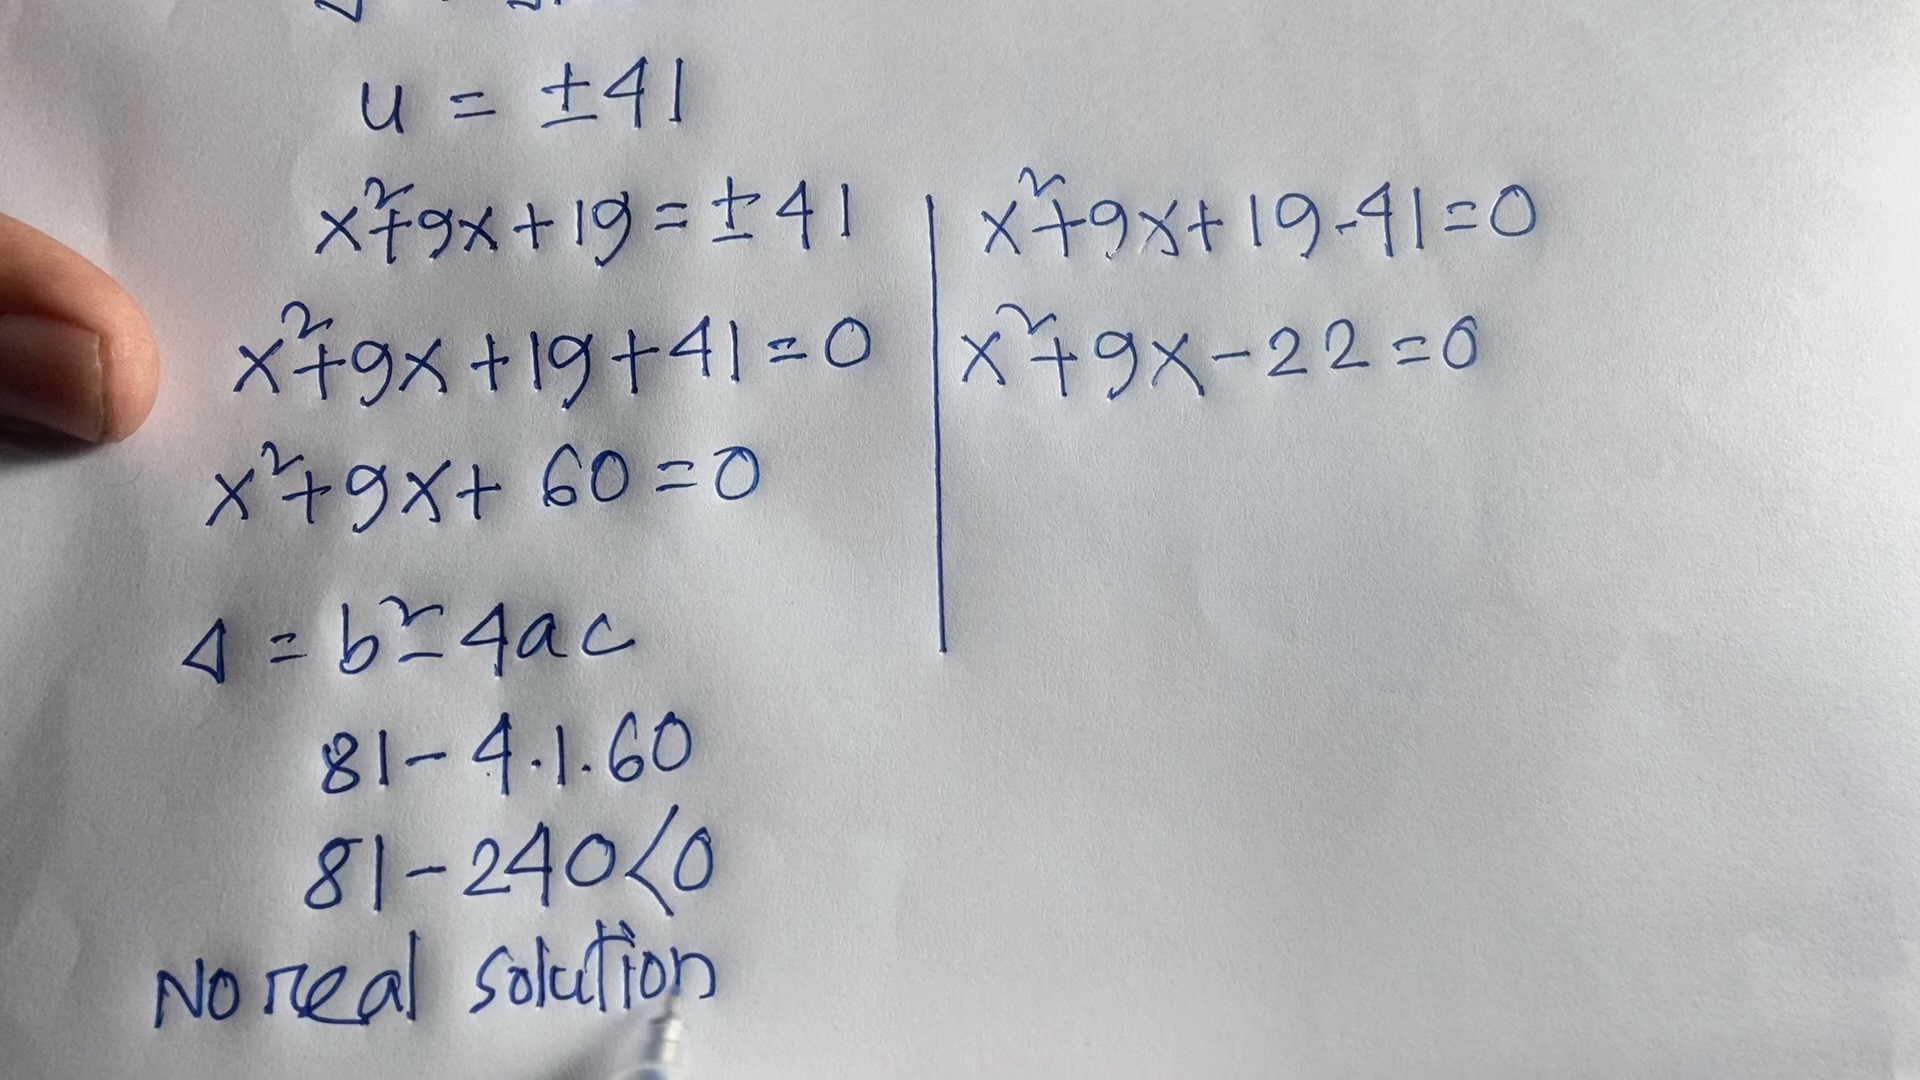 u = ±41
x²+9x+19=±41
x²+9x+19+41=0
x²+9x+60=0
Δ = b²-4ac
81-4.1.60
81-240<0
No real solution
x²+9x+19-41=0
x²+9x-22=0